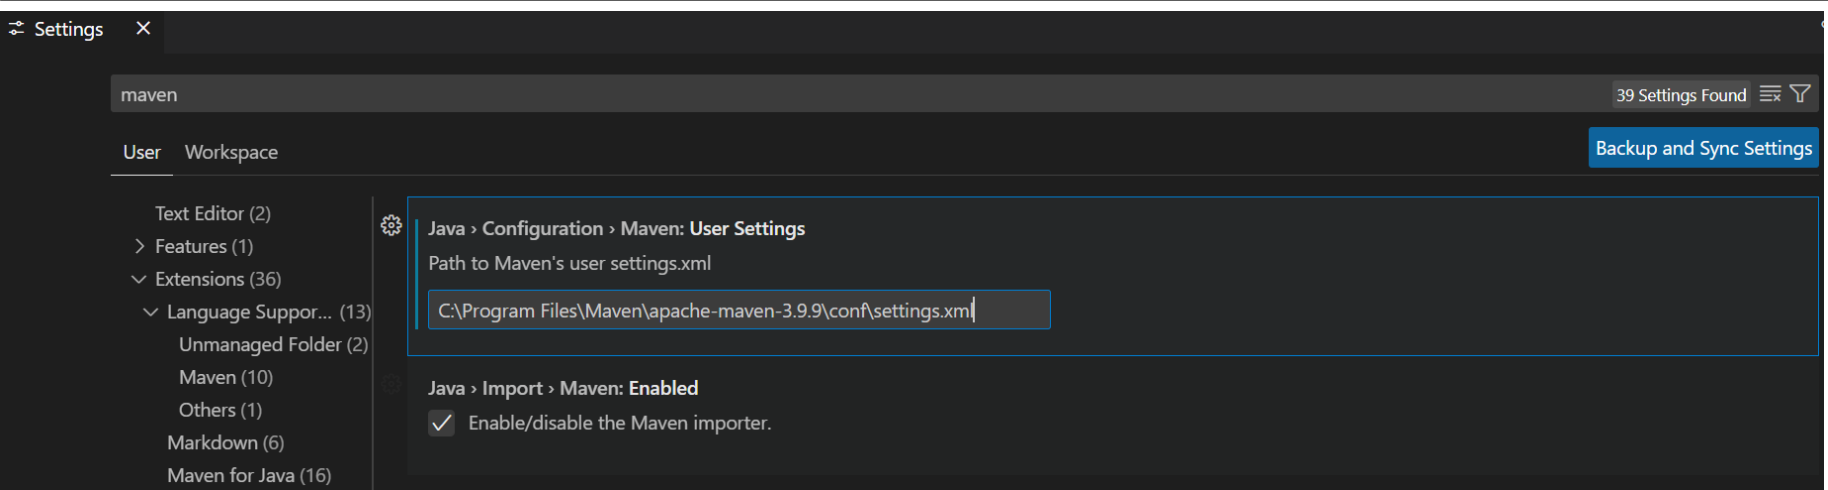 Settings
maven
39 Settings Found
User Workspace
Backup and Sync Settings
Text Editor (2)
Features (1)
Extensions (36)
Language Suppor... (13)
Unmanaged Folder (2)
Maven (10)
Others (1)
Markdown (6)
Maven for Java (16)
Java › Configuration › Maven: User Settings
Path to Maven's user settings.xml
C:\Program Files\Maven\apache-maven-3.9.9\conf\settings.xml
Java › Import › Maven: Enabled
Enable/disable the Maven importer.